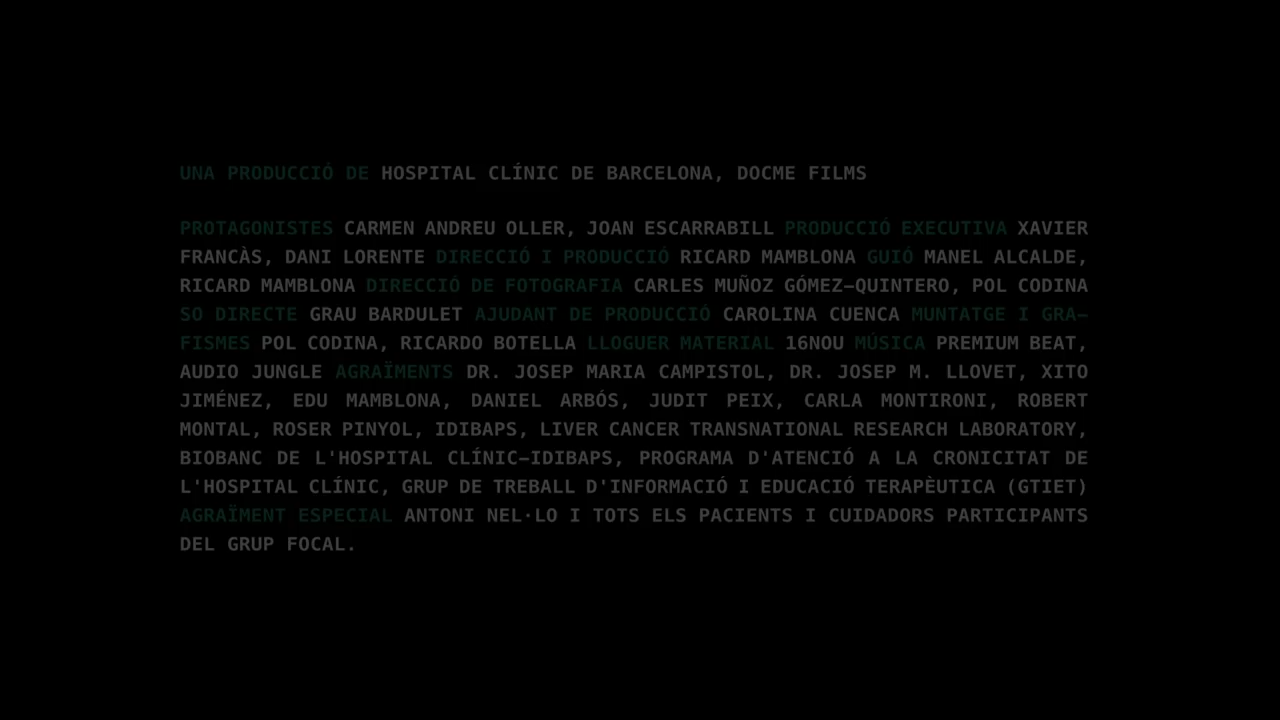 UNA PRODUCCIÓ DE HOSPITAL CLÍNIC DE BARCELONA, DOCME FILMS
PROTAGONISTES CARMEN ANDREU OLLER, JOAN ESCARRABILL PRODUCCIÓ EXECUTIVA XAVIER
FRANCÀS, DANI LORENTE DIRECCIÓ I PRODUCCIÓ RICARD MAMBLONA GUIÓ MANEL ALCALDE,
RICARD MAMBLONA DIRECCIÓ DE FOTOGRAFIA CARLES MUÑOZ GÓMEZ–QUINTERO, POL CODINA
SO DIRECTE GRAU BARDULET AJUDANT DE PRODUCCIÓ CAROLINA CUENCA MUNTATGE I GRA–
FISMES POL CODINA, RICARDO BOTELLA LLOGUER MATERIAL 16NOU MÚSICA PREMIUM BEAT,
AUDIO JUNGLE AGRAÏMENTS DR. JOSEP MARIA CAMPISTOL, DR. JOSEP M. LLOVET, XITO
JIMÉNEZ, EDU MAMBLONA, DANIEL ARBÓS, JUDIT PEIX, CARLA MONTIRONI, ROBERT
MONTAL, ROSER PINYOL, IDIBAPS, LIVER CANCER TRANSNATIONAL RESEARCH LABORATORY,
BIOBANC DE L'HOSPITAL CLÍNIC–IDIBAPS, PROGRAMA D'ATENCIÓ A LA CRONICITAT DE
L'HOSPITAL CLÍNIC, GRUP DE TREBALL D'INFORMACIÓ I EDUCACIÓ TERAPÈUTICA (GTIET)
AGRAÏMENT ESPECIAL ANTONI NEL·LO I TOTS ELS PACIENTS I CUIDADORS PARTICIPANTS
DEL GRUP FOCAL.